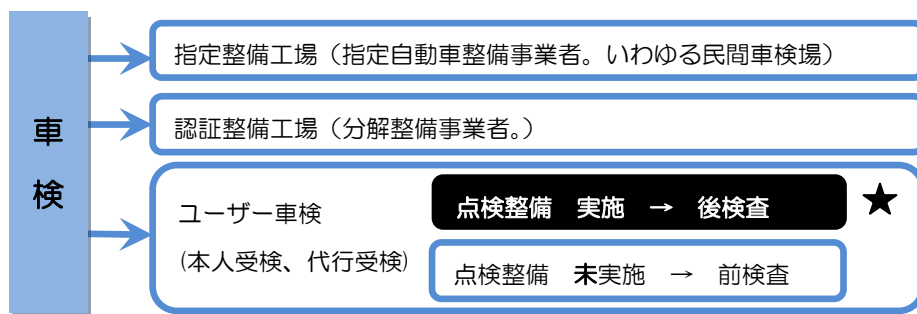 車検
指定整備工場（指定自動車整備事業者。いわゆる民間車検場）
認証整備工場（分解整備事業者。）
ユーザー車検
(本人受検、代行受検)
点検整備　実施　→　後検査
★
点検整備　未実施　→　前検査